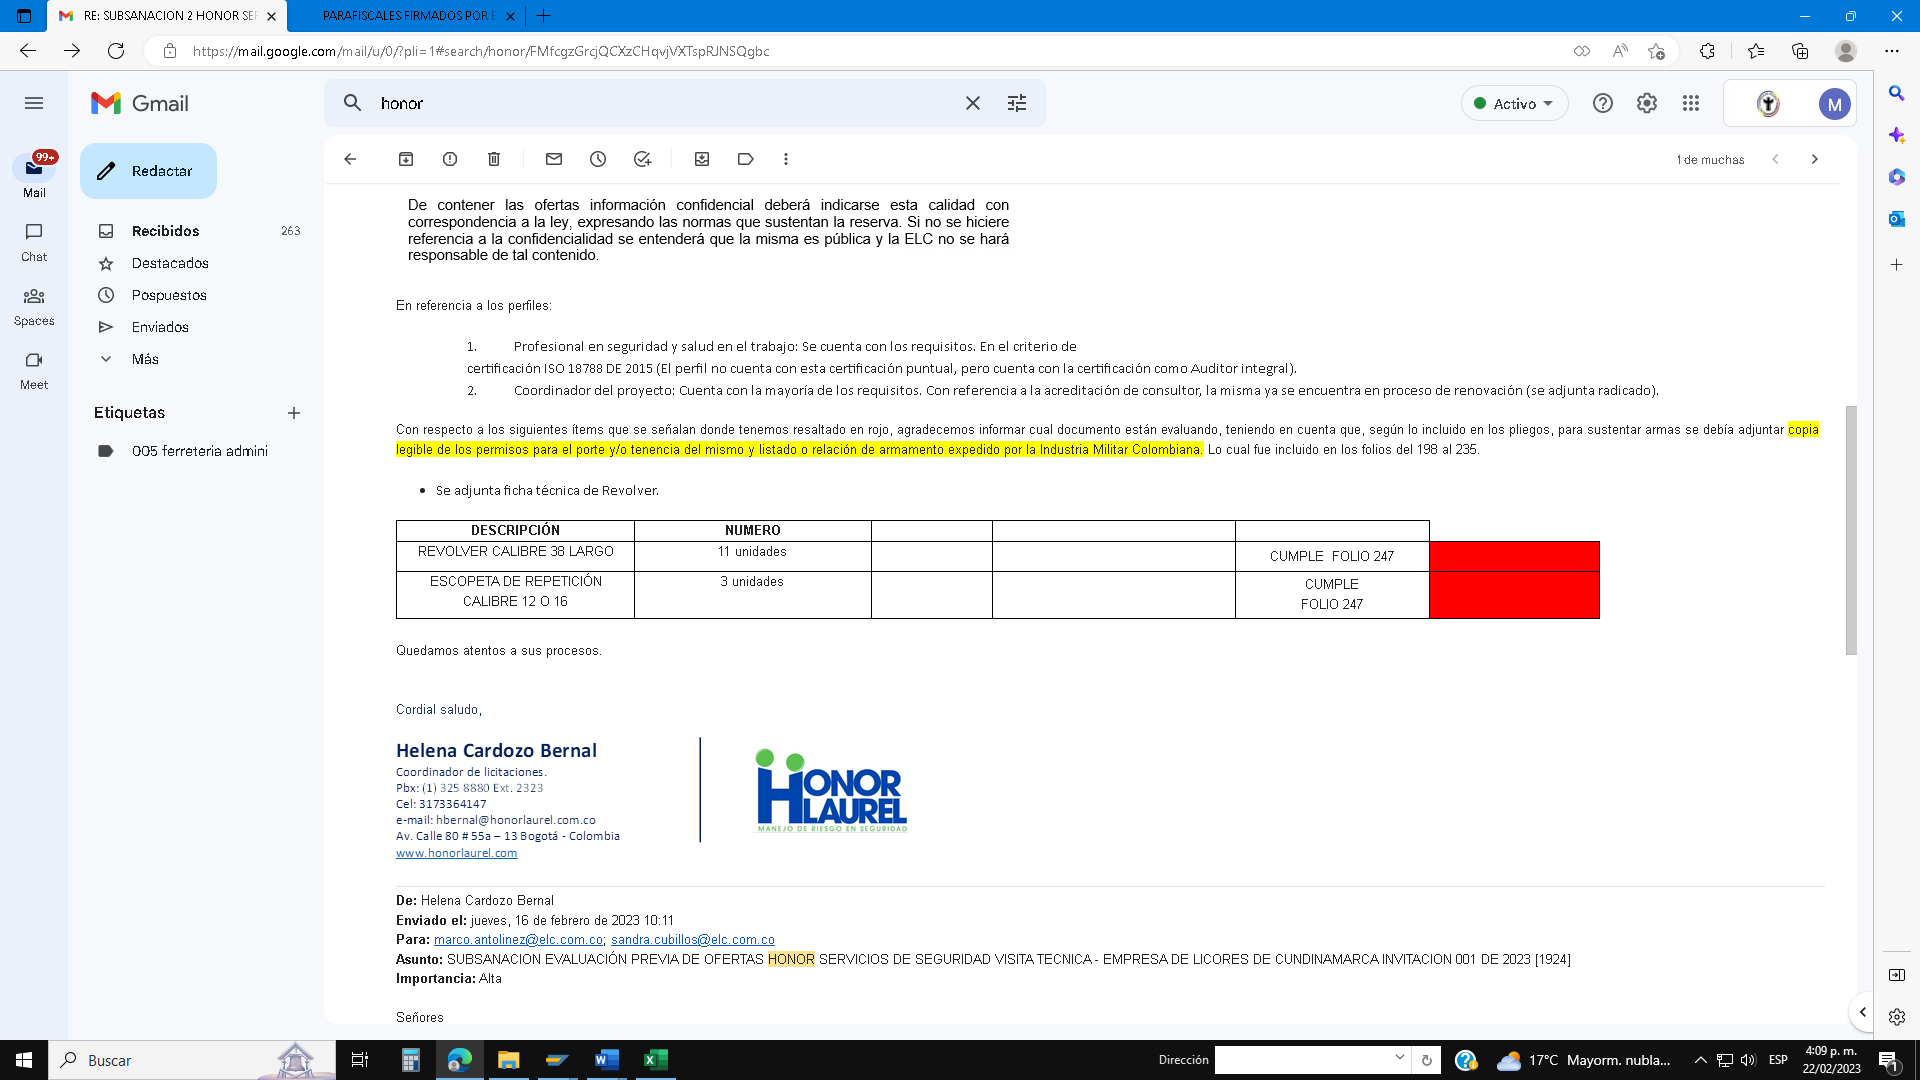 RE: SUBSANACION 2 HONOR SER
PARAFISCALES FIRMADOS POR E
https://mail.google.com/mail/u/0/?pli=1#search/honor/FMfcgzGrcjQCXzCHqvjVXTspRJNSQgbc
Gmail
honor
Activo
M
99+
Mail
Redactar
1 de muchas
Recibidos 263
Chat
Destacados
Pospuestos
Spaces
Enviados
Más
Meet
Etiquetas
005 ferreteria admini
De contener las ofertas información confidencial deberá indicarse esta calidad con
correspondencia a la ley, expresando las normas que sustentan la reserva. Si no se hiciere
referencia a la confidencialidad se entenderá que la misma es pública y la ELC no se hará
responsable de tal contenido.
En referencia a los perfiles:
1. Profesional en seguridad y salud en el trabajo: Se cuenta con los requisitos. En el criterio de
certificación ISO 18788 DE 2015 (El perfil no cuenta con esta certificación puntual, pero cuenta con la certificación como Auditor integral).
2. Coordinador del proyecto: Cuenta con la mayoría de los requisitos. Con referencia a la acreditación de consultor, la misma ya se encuentra en proceso de renovación (se adjunta radicado).
Con respecto a los siguientes ítems que se señalan donde tenemos resaltado en rojo, agradecemos informar cual documento están evaluando, teniendo en cuenta que, según lo incluido en los pliegos, para sustentar armas se debía adjuntar copia
legible de los permisos para el porte y/o tenencia del mismo y listado o relación de armamento expedido por la Industria Militar Colombiana. Lo cual fue incluido en los folios del 198 al 235.
• Se adjunta ficha técnica de Revolver.
DESCRIPCIÓN NUMERO
REVOLVER CALIBRE 38 LARGO 11 unidades CUMPLE FOLIO 247
ESCOPETA DE REPETICIÓN 3 unidades CUMPLE
CALIBRE 12 O 16 FOLIO 247
Quedamos atentos a sus procesos.
Cordial saludo,
Helena Cardozo Bernal
Coordinador de licitaciones.
Pbx: (1) 325 8880 Ext. 2323
Cel: 3173364147
e-mail: hbernal@honorlaurel.com.co
Av. Calle 80 # 55a – 13 Bogotá - Colombia
www.honorlaurel.com
HONOR
LAUREL
MANEJO DE RIESGO EN SEGURIDAD
De: Helena Cardozo Bernal
Enviado el: jueves, 16 de febrero de 2023 10:11
Para: marco.antolinez@elc.com.co; sandra.cubillos@elc.com.co
Asunto: SUBSANACION EVALUACIÓN PREVIA DE OFERTAS HONOR SERVICIOS DE SEGURIDAD VISITA TECNICA - EMPRESA DE LICORES DE CUNDINAMARCA INVITACION 001 DE 2023 [1924]
Importancia: Alta
Señores
Buscar
Dirección
17°C Mayorm. nubla...
ESP
4:09 p. m.
22/02/2023
1